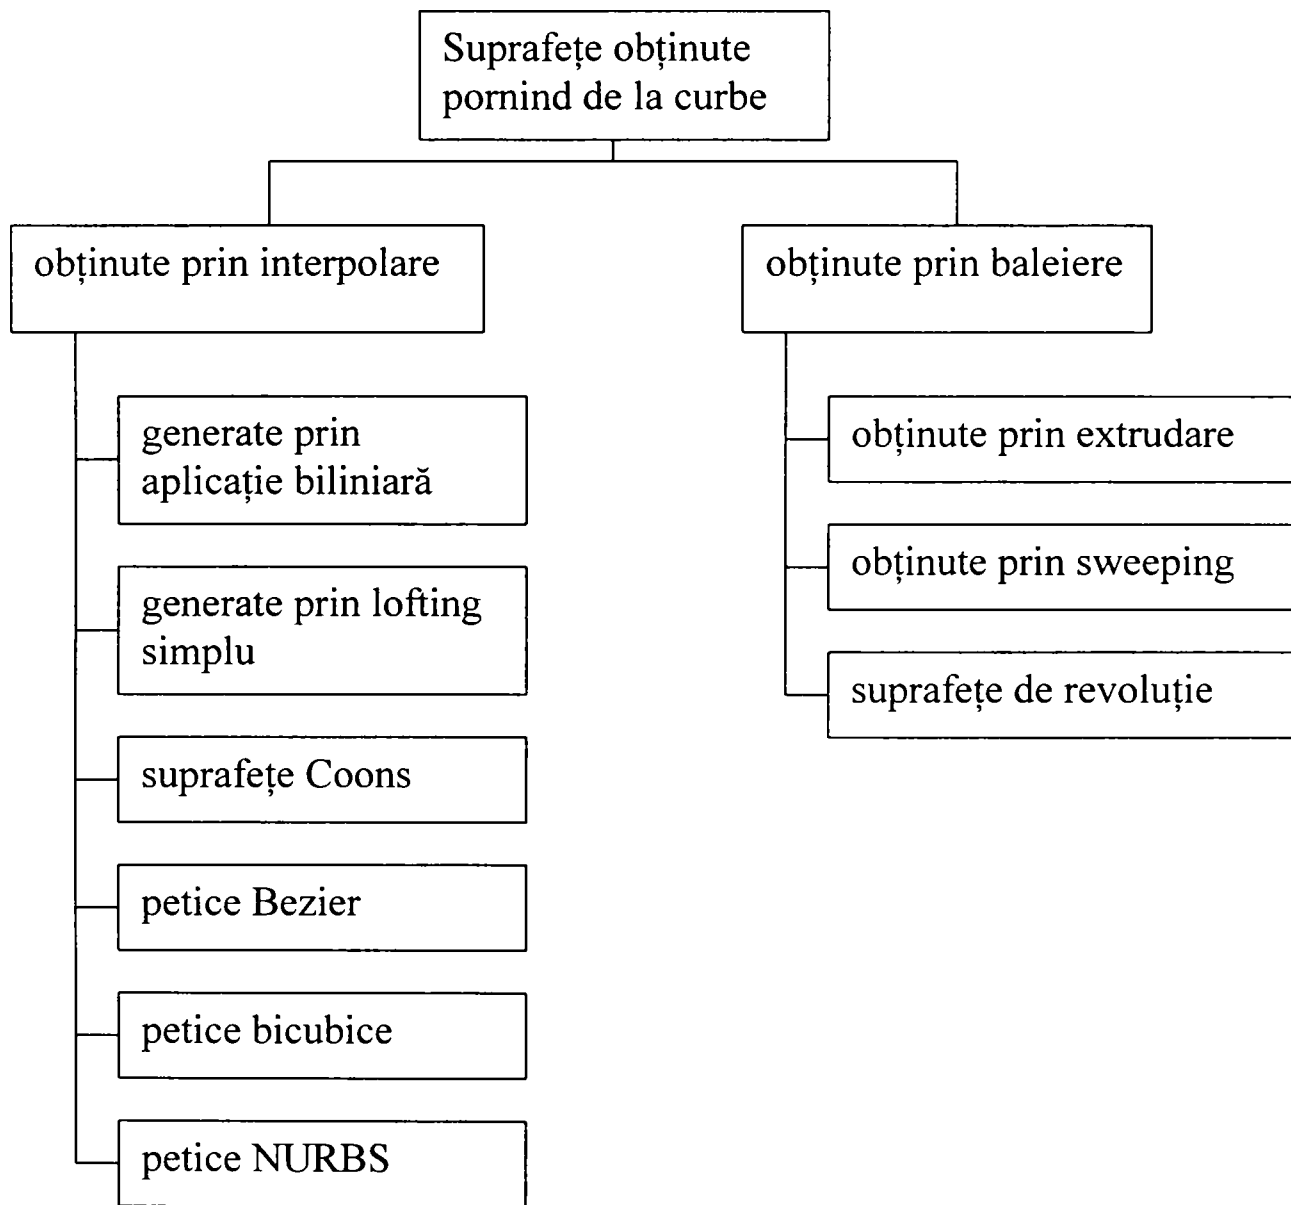 Suprafețe obținute
pornind de la curbe
obținute prin interpolare
obținute prin baleiere
generate prin
aplicație biliniară
generate prin lofting
simplu
suprafețe Coons
petice Bezier
petice bicubice
petice NURBS
obținute prin extrudare
obținute prin sweeping
suprafețe de revoluție